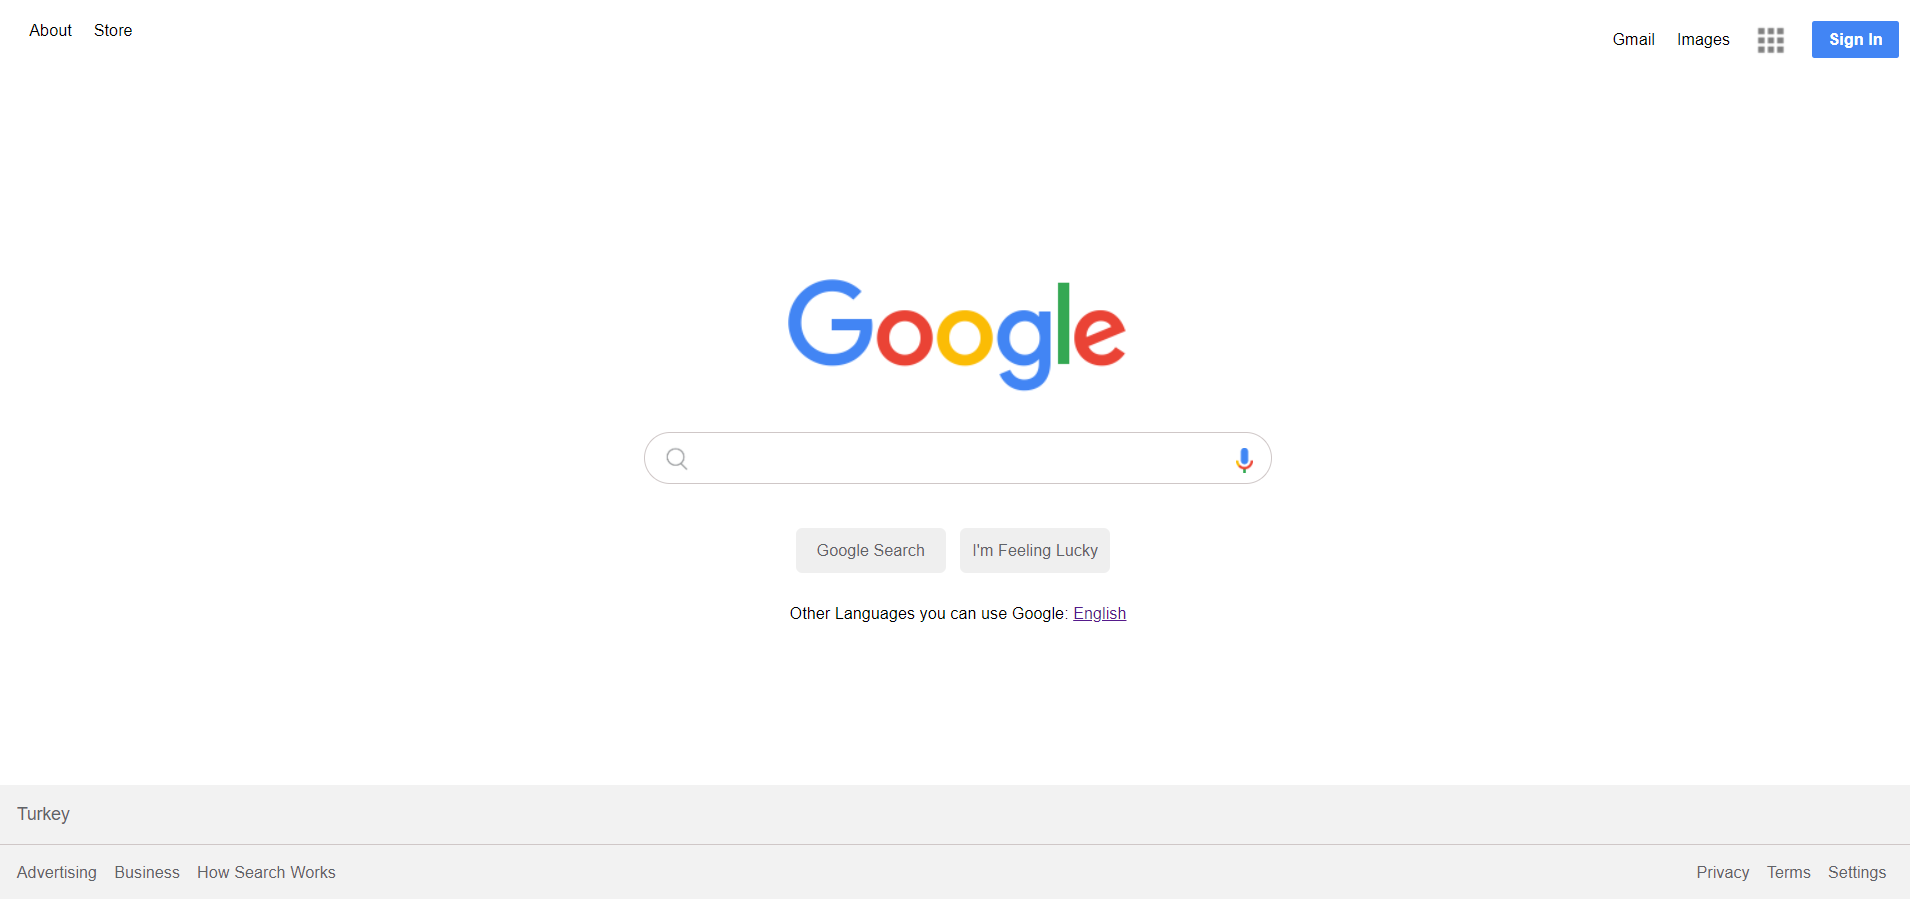 About Store
Gmail Images Sign In
Google
Google Search I'm Feeling Lucky
Other Languages you can use Google: English
Turkey
Advertising Business How Search Works
Privacy Terms Settings